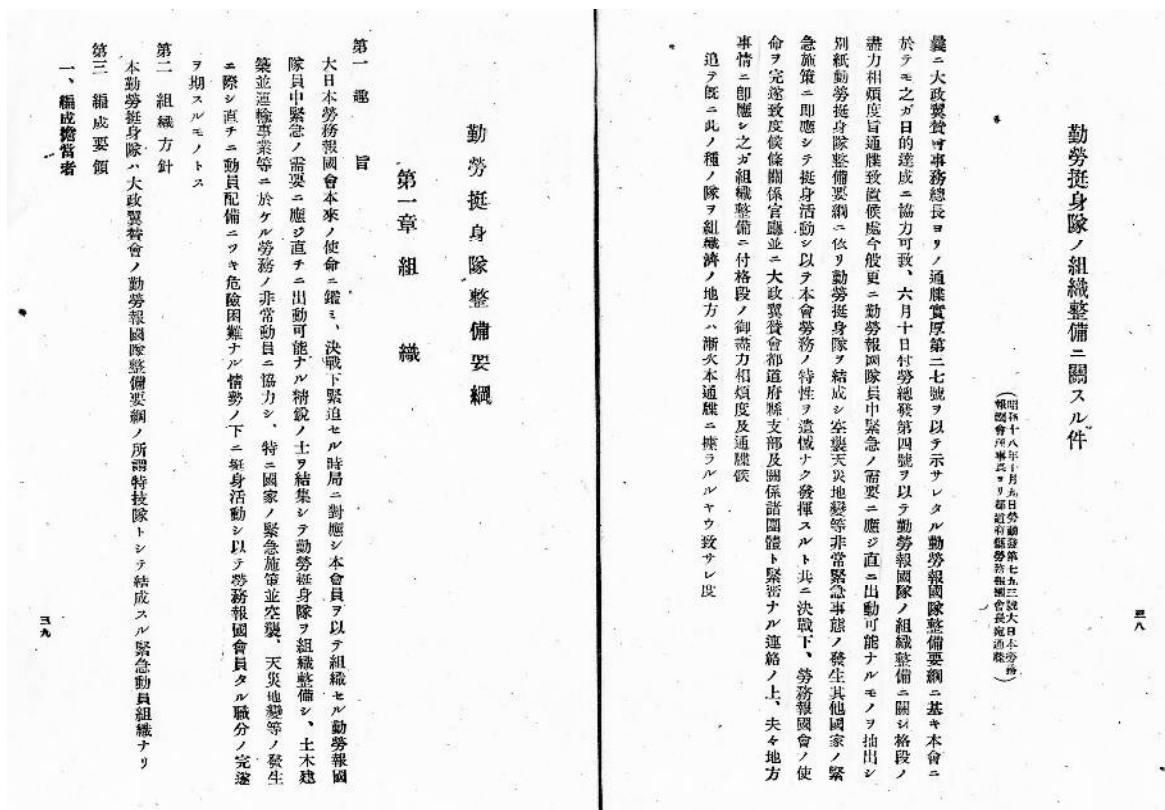 勤勞挺身隊ノ組織整備ニ關スル件
(昭和十八年十月五日勞動發第七五三號大日本勞務
報國會理事長ヨリ都道府縣勞務報國會長宛通牒)
曩ニ大政翼賛會事務總長ヨリノ通牒實厚第二七號ヲ以テ示サレタル勤勞報國隊整備要綱ニ基キ本會ニ
於テモ之ガ目的達成ニ協力可致、六月十日付勞總發第四號ヲ以テ勤勞報國隊ノ組織整備ニ關シ格段ノ
盡力相煩度旨通牒致置候處今般更ニ勤勞報國隊員中緊急ノ需要ニ應ジ直ニ出動可能ナルモノヲ抽出シ
別紙勤勞挺身隊整備要綱ニ依リ勤勞挺身隊ヲ結成シ空襲天災地變等非常緊急事態ノ發生其他國家ノ緊
急施策ニ即應シテ挺身活動シ以テ本會勞務ノ特性ヲ遺憾ナク發揮スルト共ニ決戰下、勞務報國會ノ使
命ヲ完遂致度候條關係官廳並ニ大政翼賛會都道府縣支部及關係諸團體ト緊密ナル連絡ノ上、夫々地方
事情ニ即應シ之ガ組織整備ニ付格段ノ御盡力相煩度及通牒候
追テ既ニ此ノ種ノ隊ヲ組織濟ノ地方ハ漸次本通牒ニ據ラルルヤウ致サレ度
三八
勤勞挺身隊整備要綱
第一章 組織
第一 趣旨
大日本勞務報國會本來ノ使命ニ鑑ミ、決戰下緊迫セル時局ニ對應シ本會員ヲ以テ組織セル勤勞報國
隊員中緊急ノ需要ニ應ジ直チニ出動可能ナル精鋭ノ士ヲ結集シテ勤勞挺身隊ヲ組織整備シ、土木建
築並運輸事業等ニ於ケル勞務ノ非常動員ニ協力シ、特ニ國家ノ緊急施策並空襲、天災地變等ノ發生
ニ際シ直チニ動員配備ニツキ危險困難ナル情勢ノ下ニ挺身活動シ以テ勞務報國會員タル職分ノ完遂
ヲ期スルモノトス
第二 組織方針
本勤勞挺身隊ハ大政翼賛會ノ勤勞報國隊整備要綱ノ所謂特技隊トシテ結成スル緊急動員組織ナリ
第三 編成要領
一、編成擔當者
三九